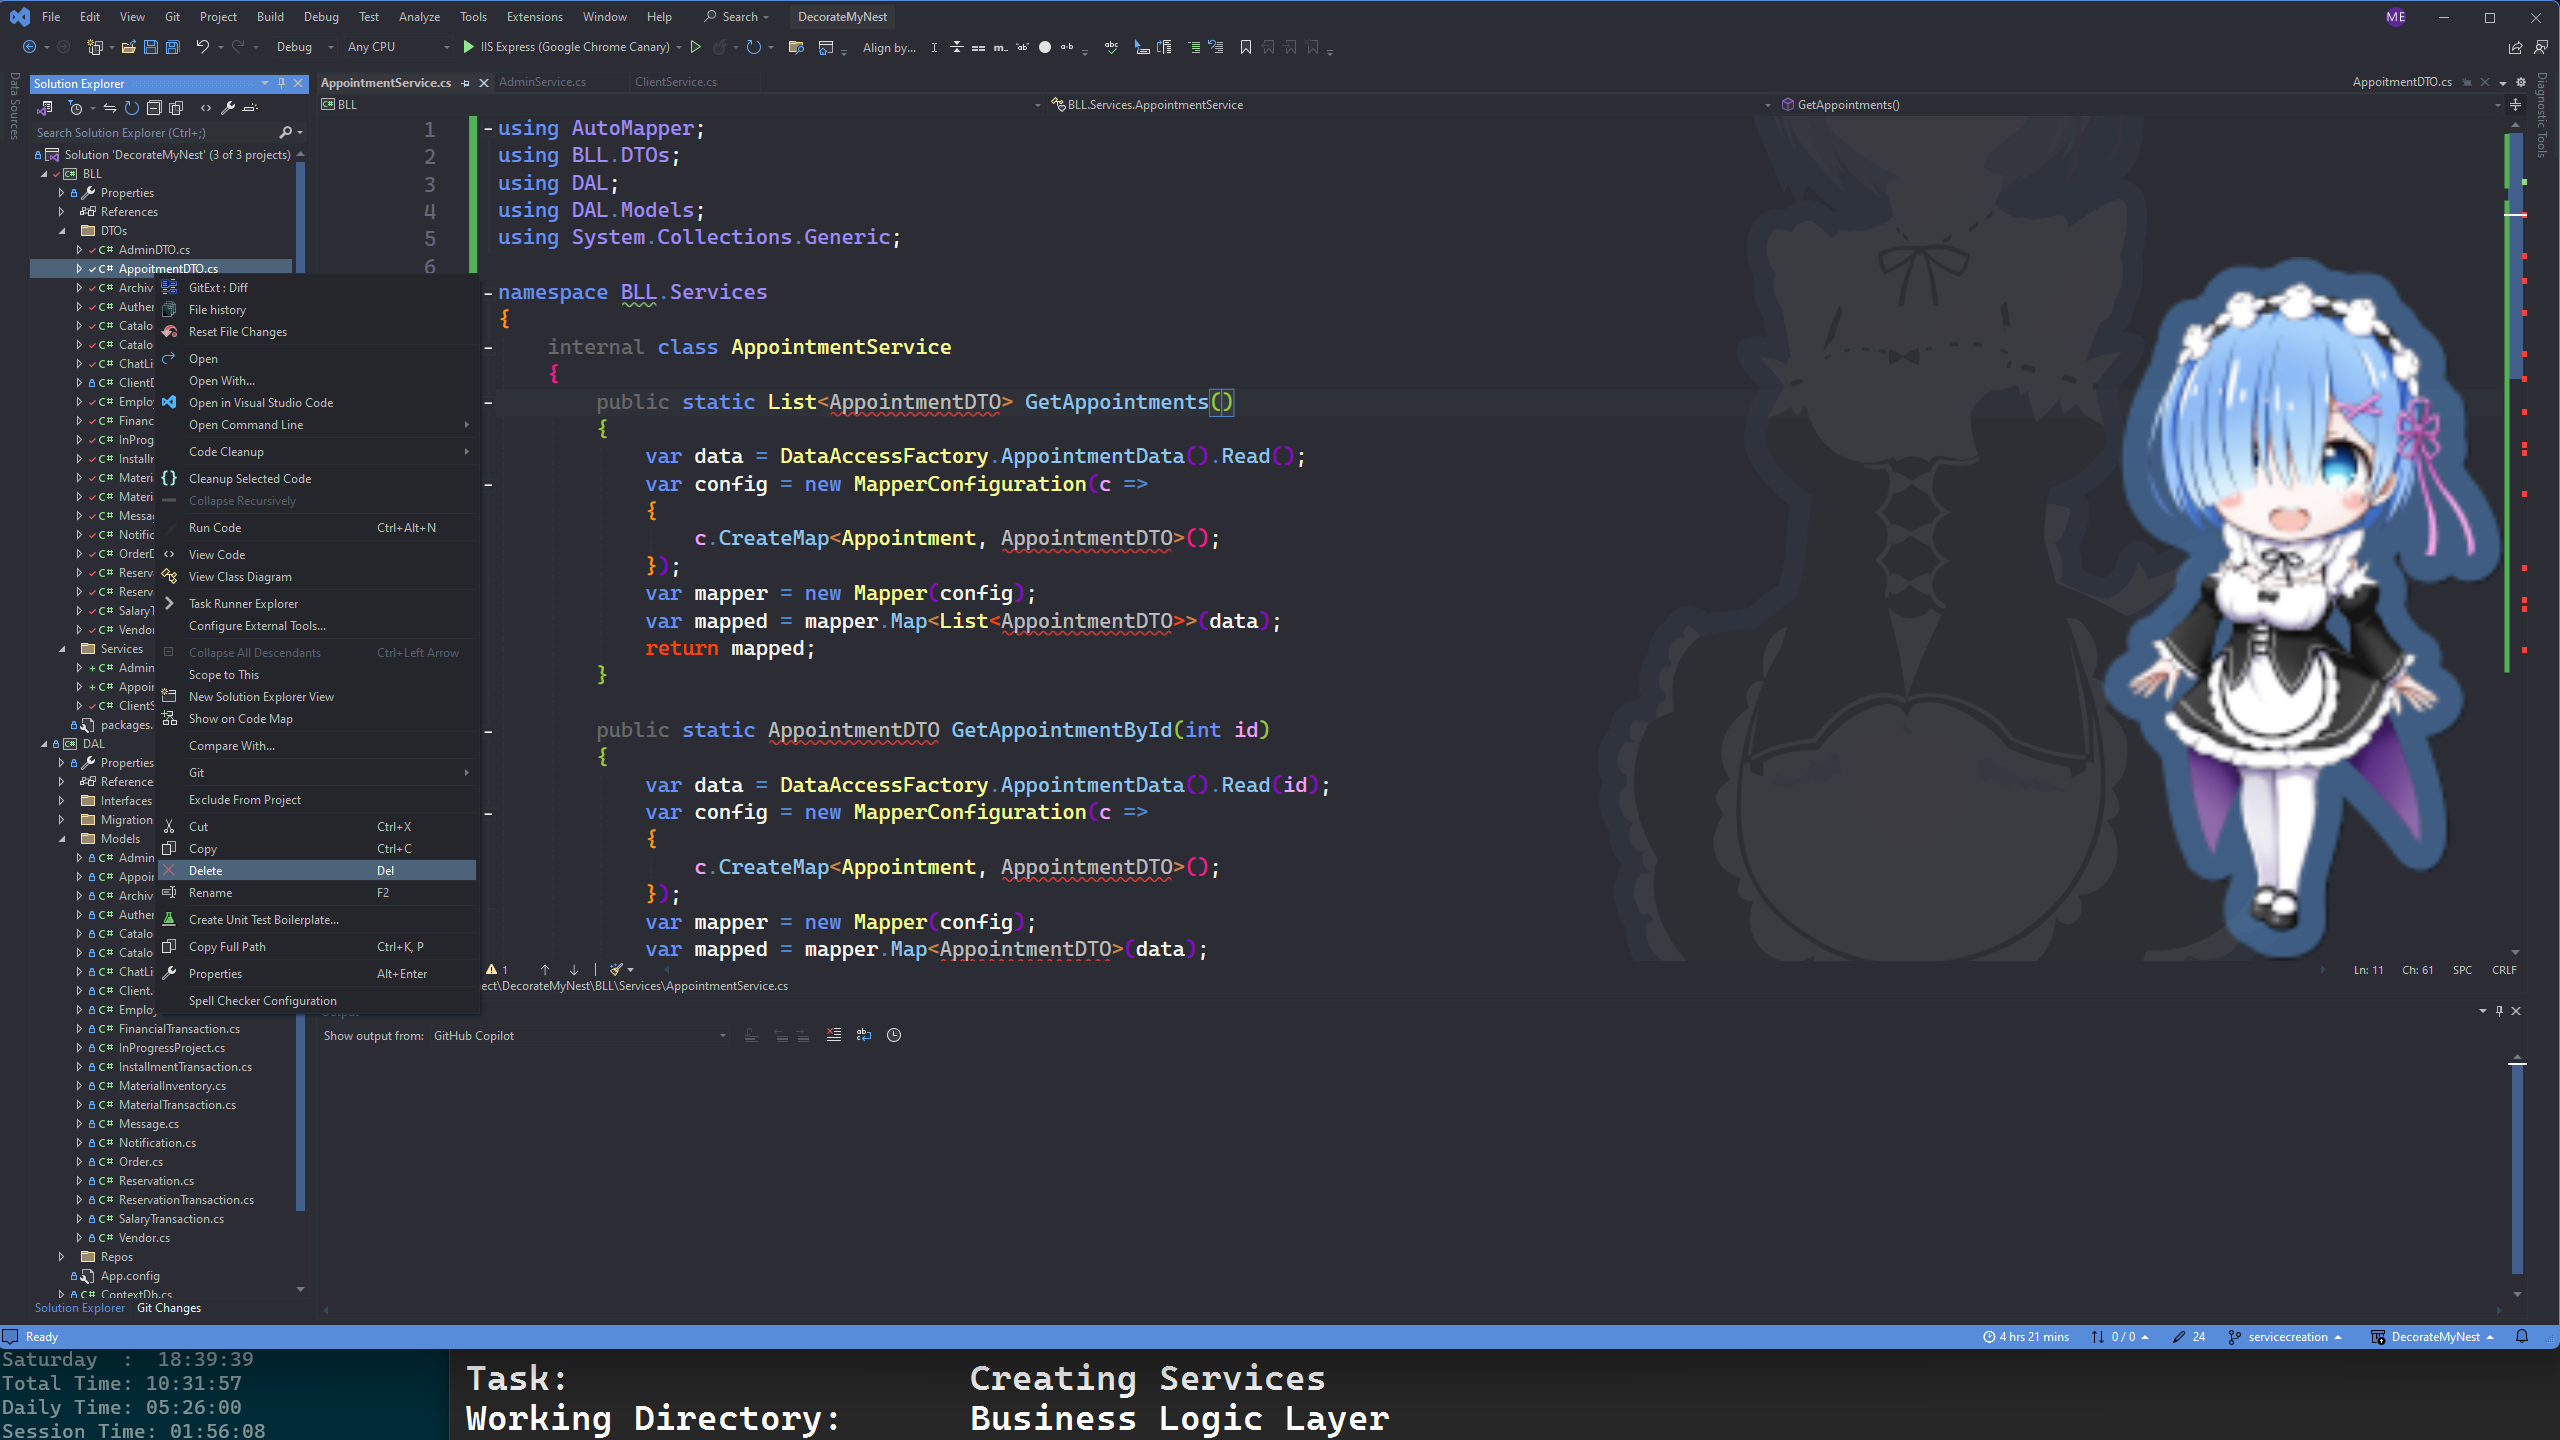 File Edit View Git Project Build Debug Test Analyze Tools Extensions Window Help Search DecorateMyNest ME
Debug Any CPU IIS Express (Google Chrome Canary) Align by...
Data Sources
Solution Explorer
Search Solution Explorer (Ctrl+;)
Solution 'DecorateMyNest' (3 of 3 projects)
BLL
Properties
References
DTOs
AdminDTO.cs
AppoitmentDTO.cs
Archiv
Auther
Catalo
Catalo
ChatLi
ClientD
Employ
Financ
InProg
Installr
Materi
Materi
Messag
Notific
OrderD
Reserv
Reserv
SalaryT
Vendor
Services
Admin
Appoir
ClientS
packages.
DAL
Properties
Reference
Interfaces
Migration
Models
Admin
Appoir
Archiv
Auther
Catalo
Catalo
ChatLi
Client.
Employ
FinancialTransaction.cs
InProgressProject.cs
InstallmentTransaction.cs
MaterialInventory.cs
MaterialTransaction.cs
Message.cs
Notification.cs
Order.cs
Reservation.cs
ReservationTransaction.cs
SalaryTransaction.cs
Vendor.cs
Repos
App.config
ContextDb.cs
Solution Explorer Git Changes
GitExt : Diff
File history
Reset File Changes
Open
Open With...
Open in Visual Studio Code
Open Command Line
Code Cleanup
Cleanup Selected Code
Collapse Recursively
Run Code Ctrl+Alt+N
View Code
View Class Diagram
Task Runner Explorer
Configure External Tools...
Collapse All Descendants Ctrl+Left Arrow
Scope to This
New Solution Explorer View
Show on Code Map
Compare With...
Git
Exclude From Project
Cut Ctrl+X
Copy Ctrl+C
Delete Del
Rename F2
Create Unit Test Boilerplate...
Copy Full Path Ctrl+K, P
Properties Alt+Enter
Spell Checker Configuration
AppointmentService.cs AdminService.cs ClientService.cs AppoitmentDTO.cs
BLL BLL.Services.AppointmentService GetAppointments()
Diagnostic Tools
1 using AutoMapper;
2 using BLL.DTOs;
3 using DAL;
4 using DAL.Models;
5 using System.Collections.Generic;
6
namespace BLL.Services
{
internal class AppointmentService
{
public static List<AppointmentDTO> GetAppointments()
{
var data = DataAccessFactory.AppointmentData().Read();
var config = new MapperConfiguration(c =>
{
c.CreateMap<Appointment, AppointmentDTO>();
});
var mapper = new Mapper(config);
var mapped = mapper.Map<List<AppointmentDTO>>(data);
return mapped;
}
public static AppointmentDTO GetAppointmentById(int id)
{
var data = DataAccessFactory.AppointmentData().Read(id);
var config = new MapperConfiguration(c =>
{
c.CreateMap<Appointment, AppointmentDTO>();
});
var mapper = new Mapper(config);
var mapped = mapper.Map<AppointmentDTO>(data);
1 Ln: 11 Ch: 61 SPC CRLF
ect\DecorateMyNest\BLL\Services\AppointmentService.cs
Output
Show output from: GitHub Copilot
Ready 4 hrs 21 mins 0 / 0 24 servicecreation DecorateMyNest
Saturday : 18:39:39
Total Time: 10:31:57
Daily Time: 05:26:00
Session Time: 01:56:08
Task: Creating Services
Working Directory: Business Logic Layer